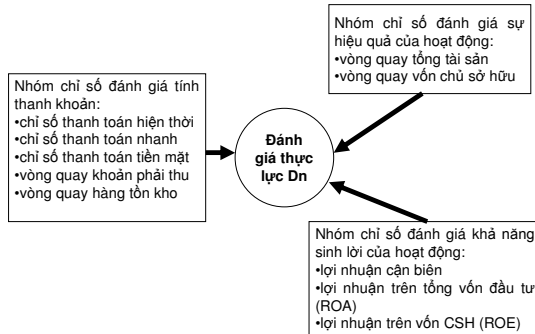 Nhóm chỉ số đánh giá sự
hiệu quả của hoạt động:
•vòng quay tổng tài sản
•vòng quay vốn chủ sở hữu
Nhóm chỉ số đánh giá tính
thanh khoản:
•chỉ số thanh toán hiện thời
•chỉ số thanh toán nhanh
•chỉ số thanh toán tiền mặt
•vòng quay khoản phải thu
•vòng quay hàng tồn kho
Đánh
giá thực
lực Dn
Nhóm chỉ số đánh giá khả năng
sinh lời của hoạt động:
•lợi nhuận cận biên
•lợi nhuận trên tổng vốn đầu tư
(ROA)
•lợi nhuận trên vốn CSH (ROE)